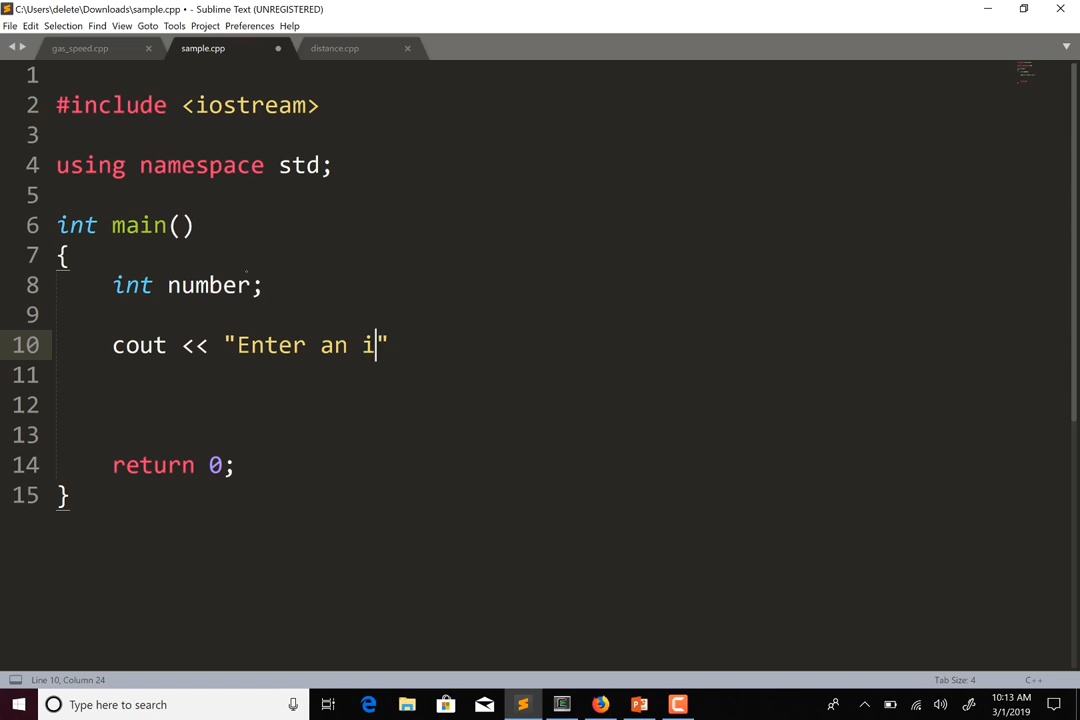 C:\Users\delete\Downloads\sample.cpp • - Sublime Text (UNREGISTERED)
File Edit Selection Find View Goto Tools Project Preferences Help
gas_speed.cpp sample.cpp distance.cpp
1
2 #include <iostream>
3
4 using namespace std;
5
6 int main()
7 {
8 int number;
9
10 cout << "Enter an i"
11
12
13
14 return 0;
15 }
Line 10, Column 24 Tab Size: 4 C++
Type here to search 10:13 AM
3/1/2019